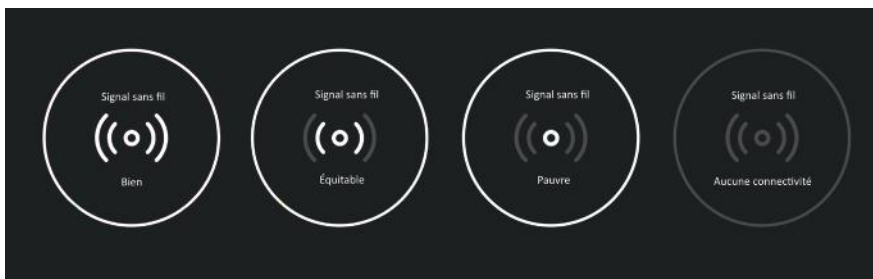 Signal sans fil
Bien
Signal sans fil
Équitable
Signal sans fil
Pauvre
Signal sans fil
Aucune connectivité